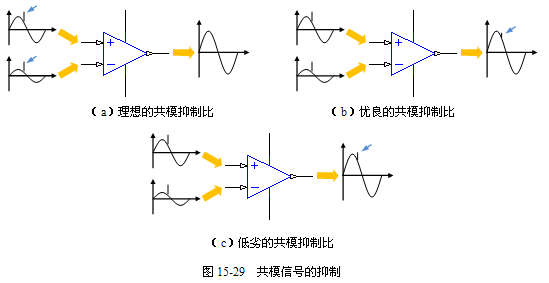 +
−
+
−
（a）理想的共模抑制比
（b）优良的共模抑制比
+
−
（c）低劣的共模抑制比
图 15-29 共模信号的抑制